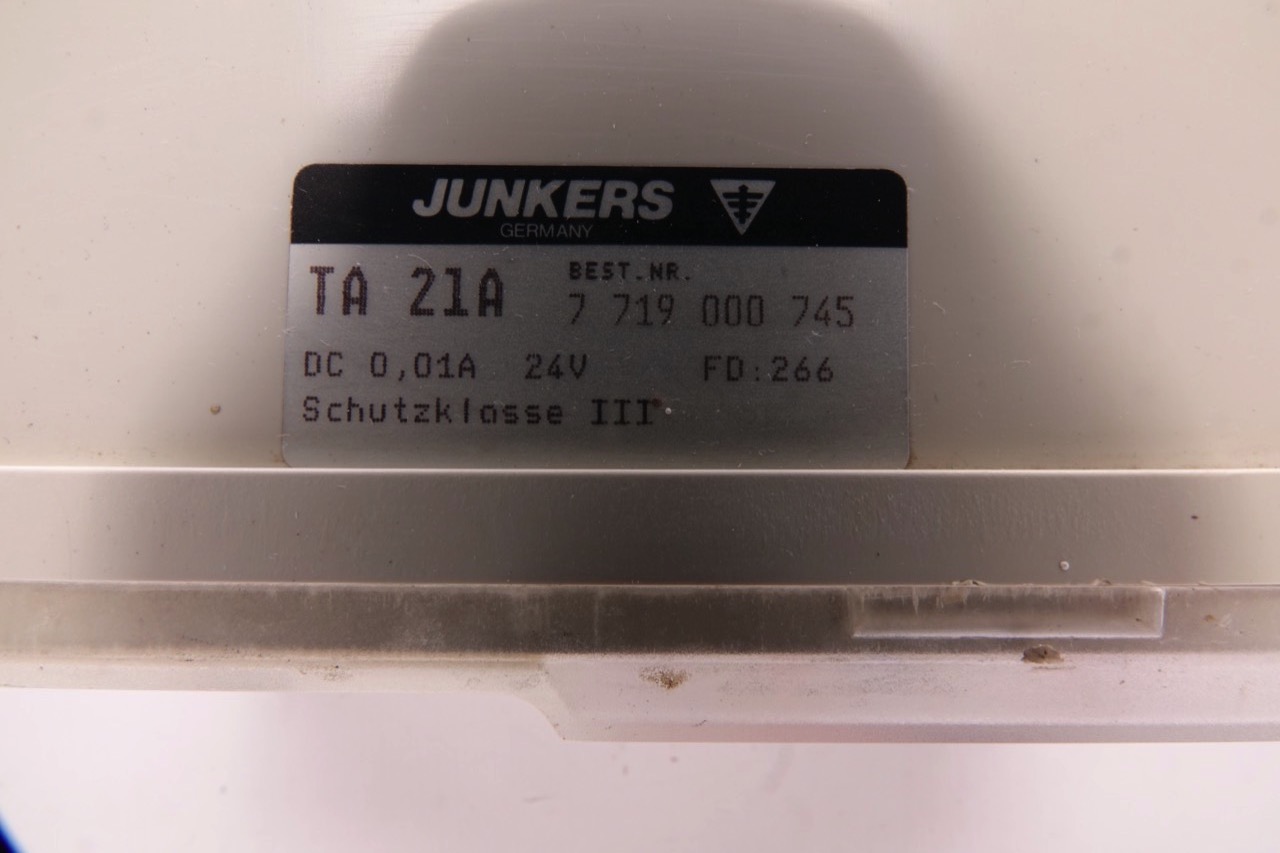 JUNKERS
GERMANY
TA 21A BEST.NR.
7 719 000 745
DC 0,01A 24V FD:266
Schutzklasse III